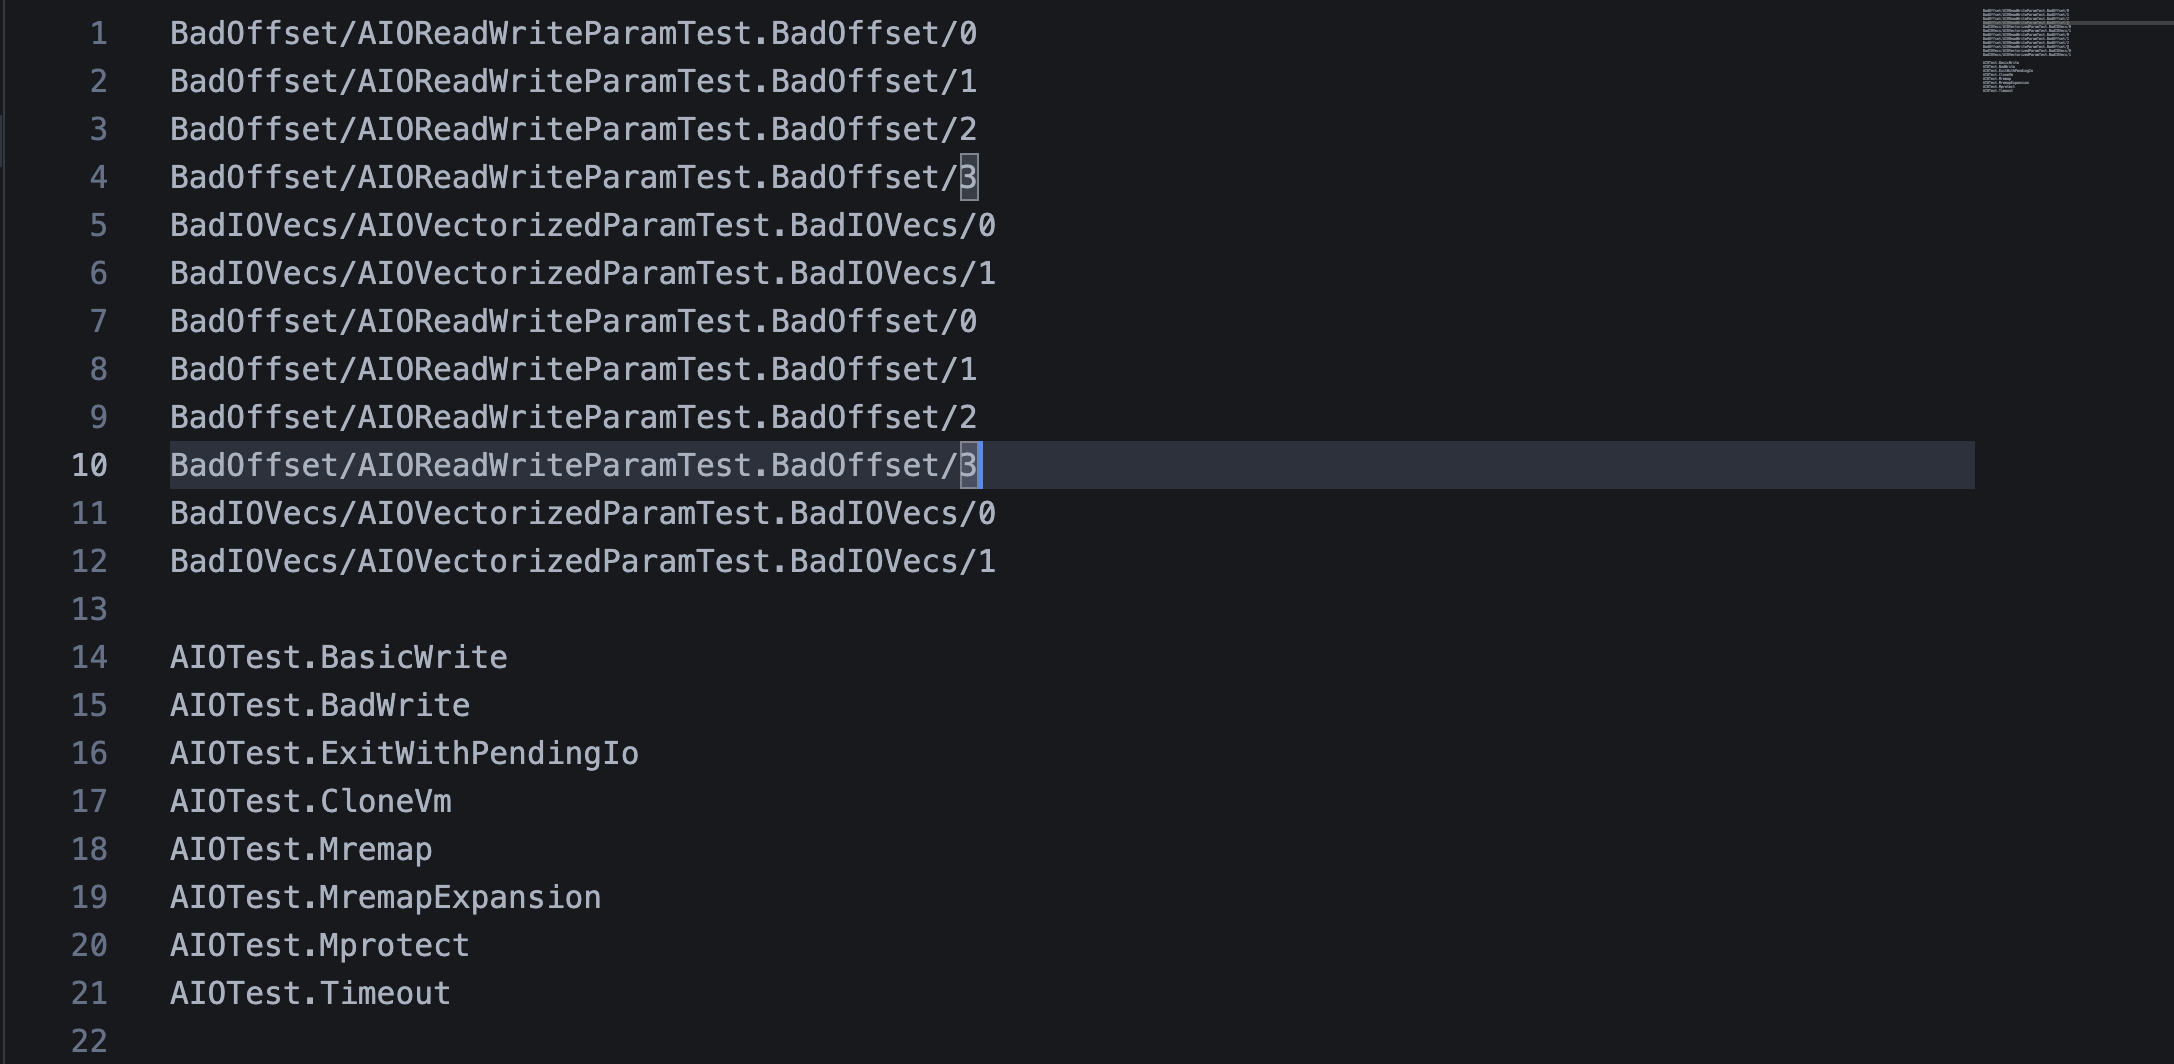 1 BadOffset/AIOReadWriteParamTest.BadOffset/0
2 BadOffset/AIOReadWriteParamTest.BadOffset/1
3 BadOffset/AIOReadWriteParamTest.BadOffset/2
4 BadOffset/AIOReadWriteParamTest.BadOffset/3
5 BadIOVecs/AIOVectorizedParamTest.BadIOVecs/0
6 BadIOVecs/AIOVectorizedParamTest.BadIOVecs/1
7 BadOffset/AIOReadWriteParamTest.BadOffset/0
8 BadOffset/AIOReadWriteParamTest.BadOffset/1
9 BadOffset/AIOReadWriteParamTest.BadOffset/2
10 BadOffset/AIOReadWriteParamTest.BadOffset/3
11 BadIOVecs/AIOVectorizedParamTest.BadIOVecs/0
12 BadIOVecs/AIOVectorizedParamTest.BadIOVecs/1
13
14 AIOTest.BasicWrite
15 AIOTest.BadWrite
16 AIOTest.ExitWithPendingIo
17 AIOTest.CloneVm
18 AIOTest.Mremap
19 AIOTest.MremapExpansion
20 AIOTest.Mprotect
21 AIOTest.Timeout
22